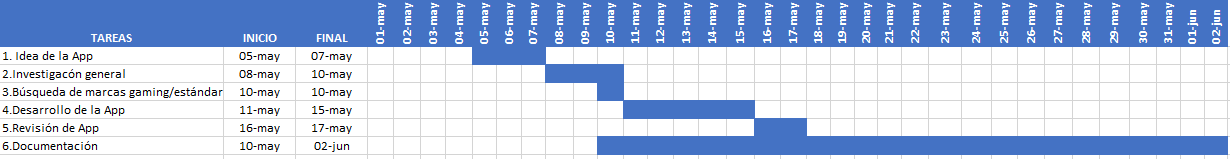 TAREAS INICIO FINAL 01-may 02-may 03-may 04-may 05-may 06-may 07-may 08-may 09-may 10-may 11-may 12-may 13-may 14-may 15-may 16-may 17-may 18-may 19-may 20-may 21-may 22-may 23-may 24-may 25-may 26-may 27-may 28-may 29-may 30-may 31-may 01-jun 02-jun
1. Idea de la App 05-may 07-may
2.Investigacón general 08-may 10-may
3.Búsqueda de marcas gaming/estándar 10-may 10-may
4.Desarrollo de la App 11-may 15-may
5.Revisión de App 16-may 17-may
6.Documentación 10-may 02-jun